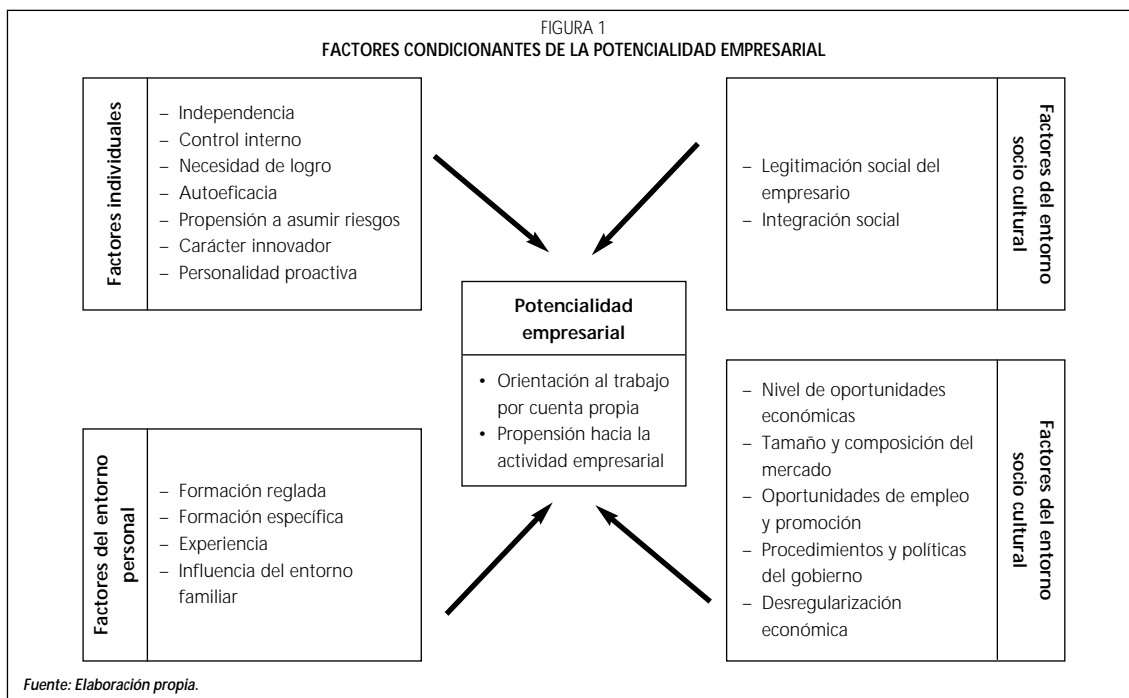 FIGURA 1
FACTORES CONDICIONANTES DE LA POTENCIALIDAD EMPRESARIAL
Factores individuales
– Independencia
– Control interno
– Necesidad de logro
– Autoeficacia
– Propensión a asumir riesgos
– Carácter innovador
– Personalidad proactiva
– Legitimación social del
empresario
– Integración social
Factores del entorno
socio cultural
Potencialidad
empresarial
• Orientación al trabajo
por cuenta propia
• Propensión hacia la
actividad empresarial
Factores del entorno
personal
– Formación reglada
– Formación específica
– Experiencia
– Influencia del entorno
familiar
– Nivel de oportunidades
económicas
– Tamaño y composición del
mercado
– Oportunidades de empleo
y promoción
– Procedimientos y políticas
del gobierno
– Desregularización
económica
Factores del entorno
socio cultural
Fuente: Elaboración propia.